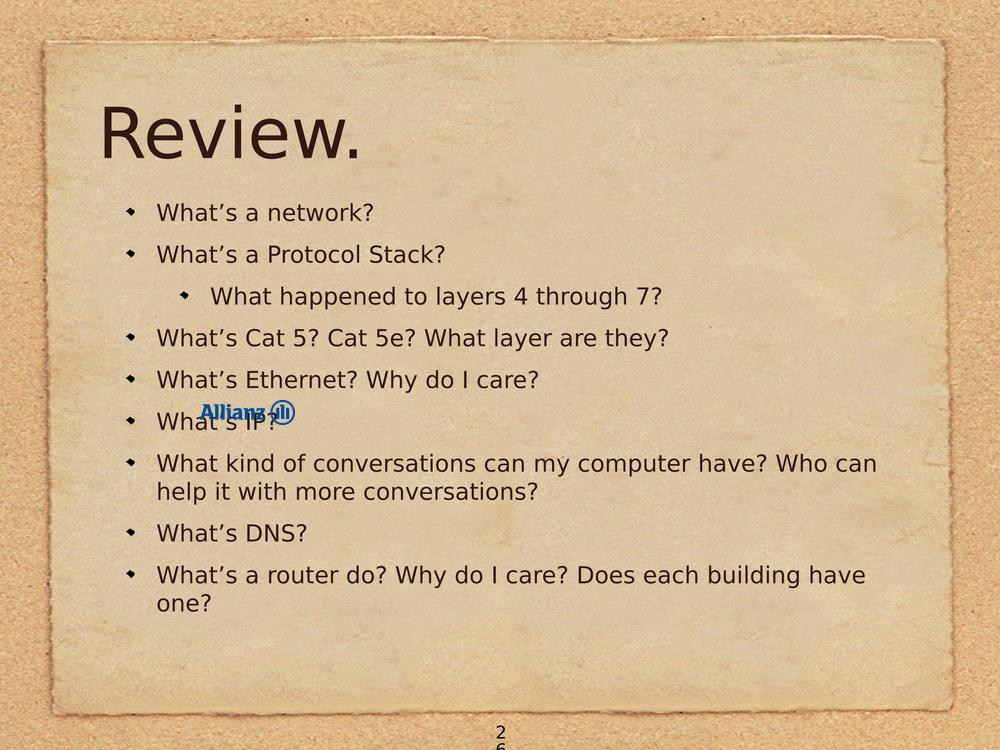 Review.
What’s a network?
What’s a Protocol Stack?
What happened to layers 4 through 7?
What’s Cat 5? Cat 5e? What layer are they?
What’s Ethernet? Why do I care?
Allianz
What’s IP?
What kind of conversations can my computer have? Who can
help it with more conversations?
What’s DNS?
What’s a router do? Why do I care? Does each building have
one?
2
6